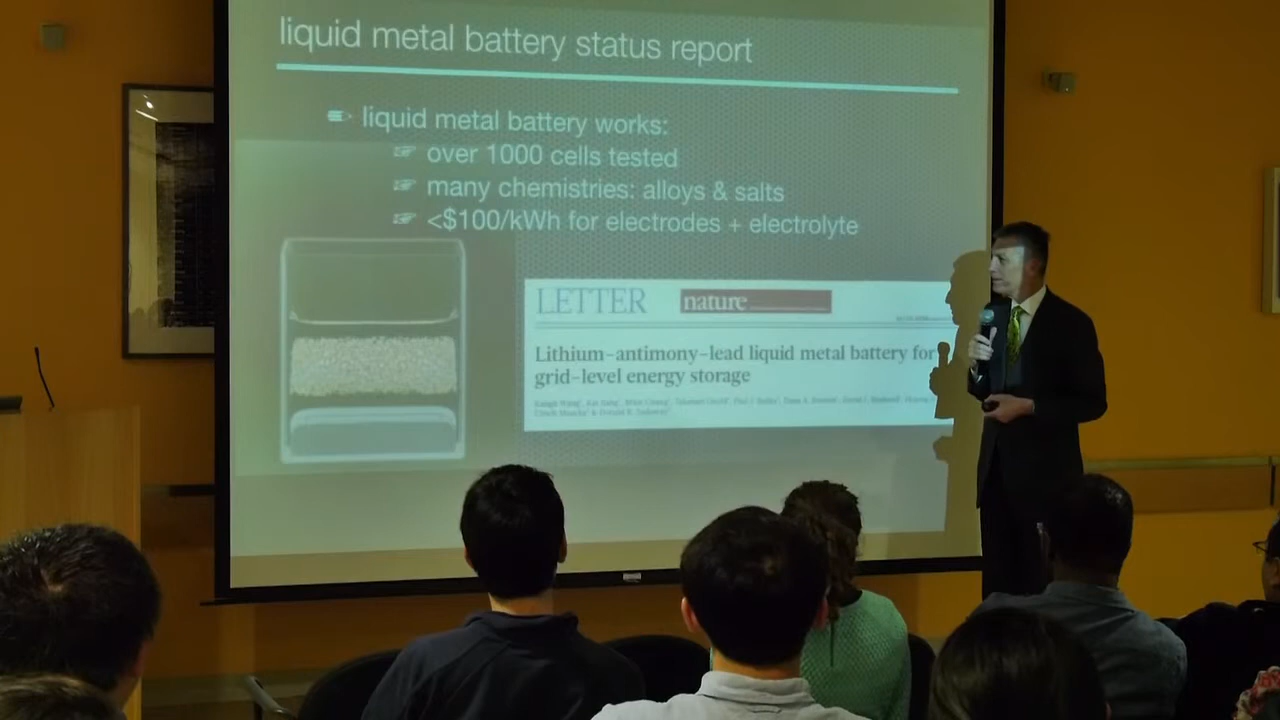 liquid metal battery status report
liquid metal battery works:
over 1000 cells tested
many chemistries: alloys & salts
<$100/kWh for electrodes + electrolyte
LETTER nature
Lithium–antimony–lead liquid metal battery for
grid–level energy storage